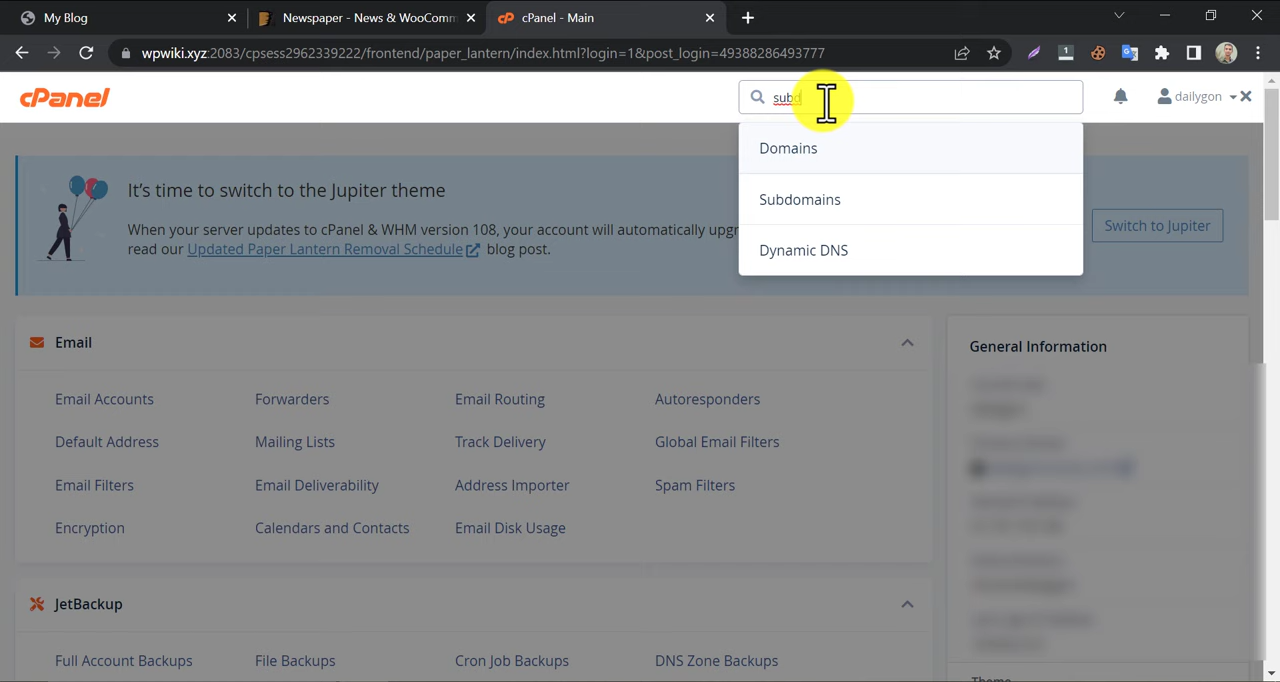 My Blog
Newspaper - News & WooComm
cPanel - Main
wpwiki.xyz:2083/cpsess2962339222/frontend/paper_lantern/index.html?login=1&post_login=49388286493777
1
cPanel
subd
dailygon
Domains
Subdomains
Dynamic DNS
It's time to switch to the Jupiter theme
When your server updates to cPanel & WHM version 108, your account will automatically upgr
read our Updated Paper Lantern Removal Schedule blog post.
Switch to Jupiter
Email
Email Accounts
Forwarders
Email Routing
Autoresponders
Default Address
Mailing Lists
Track Delivery
Global Email Filters
Email Filters
Email Deliverability
Address Importer
Spam Filters
Encryption
Calendars and Contacts
Email Disk Usage
JetBackup
Full Account Backups
File Backups
Cron Job Backups
DNS Zone Backups
General Information
Theme